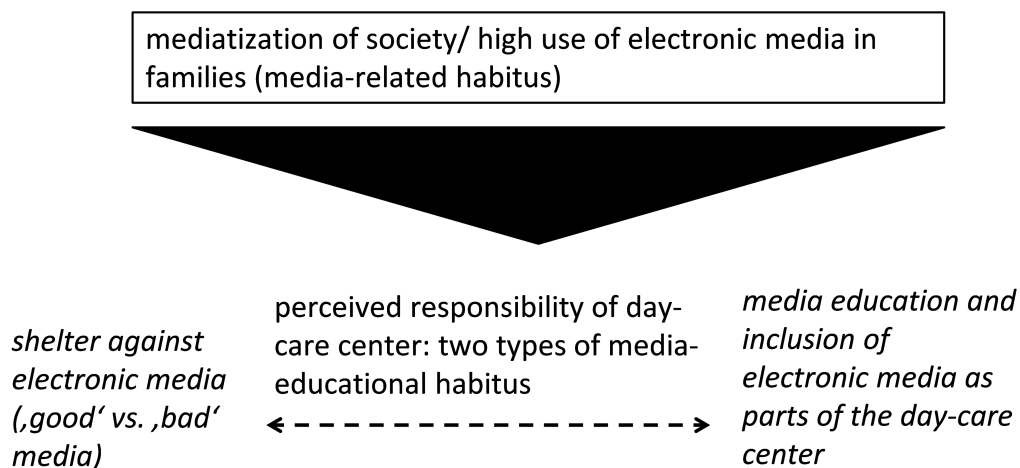 mediatization of society/ high use of electronic media in
families (media-related habitus)
shelter against
electronic media
(‚good‘ vs. ‚bad‘
media)
perceived responsibility of day-
care center: two types of media-
educational habitus
media education and
inclusion of
electronic media as
parts of the day-care
center